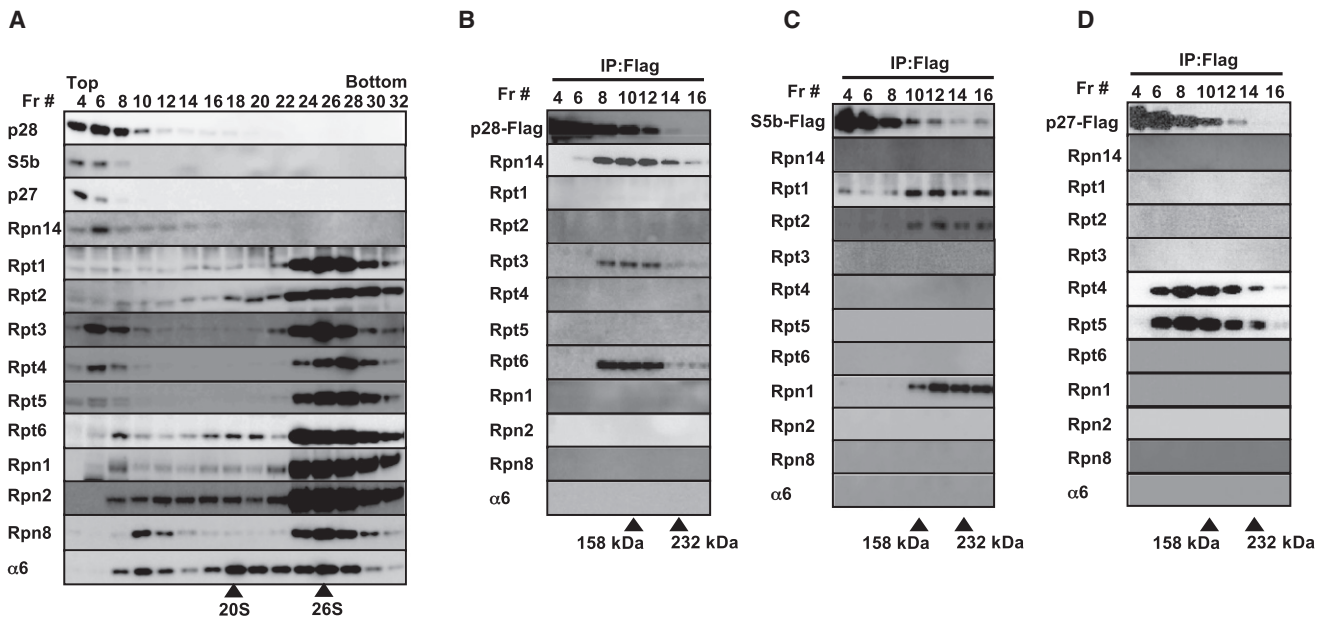 A
Top Bottom
Fr # 4 6 8 10 12 14 16 18 20 22 24 26 28 30 32
p28
S5b
p27
Rpn14
Rpt1
Rpt2
Rpt3
Rpt4
Rpt5
Rpt6
Rpn1
Rpn2
Rpn8
α6
20S 26S
B
IP:Flag
Fr # 4 6 8 10 12 14 16
p28-Flag
Rpn14
Rpt1
Rpt2
Rpt3
Rpt4
Rpt5
Rpt6
Rpn1
Rpn2
Rpn8
α6
158 kDa 232 kDa
C
IP:Flag
Fr # 4 6 8 10 12 14 16
S5b-Flag
Rpn14
Rpt1
Rpt2
Rpt3
Rpt4
Rpt5
Rpt6
Rpn1
Rpn2
Rpn8
α6
158 kDa 232 kDa
D
IP:Flag
Fr # 4 6 8 10 12 14 16
p27-Flag
Rpn14
Rpt1
Rpt2
Rpt3
Rpt4
Rpt5
Rpt6
Rpn1
Rpn2
Rpn8
α6
158 kDa 232 kDa